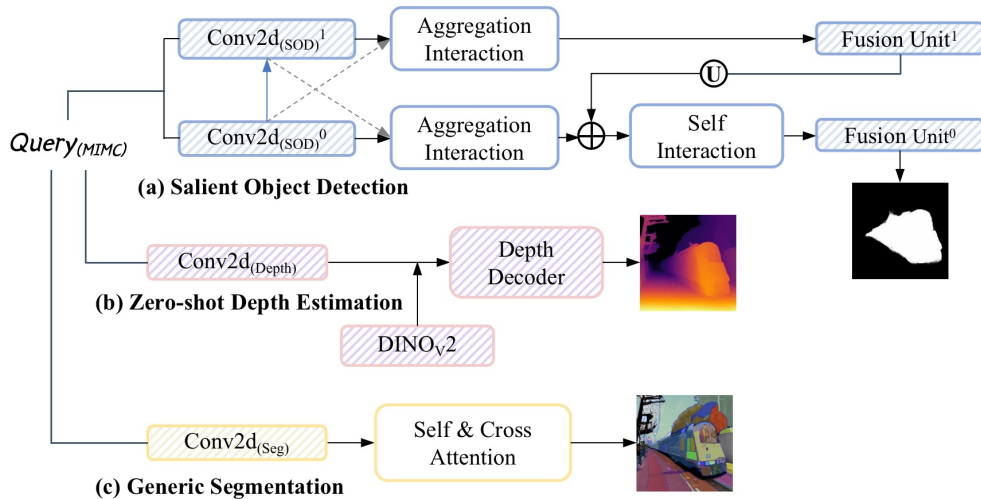 Conv2d(SOD)¹
Aggregation
Interaction
Fusion Unit¹
U
Query(MIMC)
Conv2d(SOD)⁰
Aggregation
Interaction
Self
Interaction
Fusion Unit⁰
(a) Salient Object Detection
Conv2d(Depth)
Depth
Decoder
(b) Zero-shot Depth Estimation
DINOV2
Conv2d(Seg)
Self & Cross
Attention
(c) Generic Segmentation